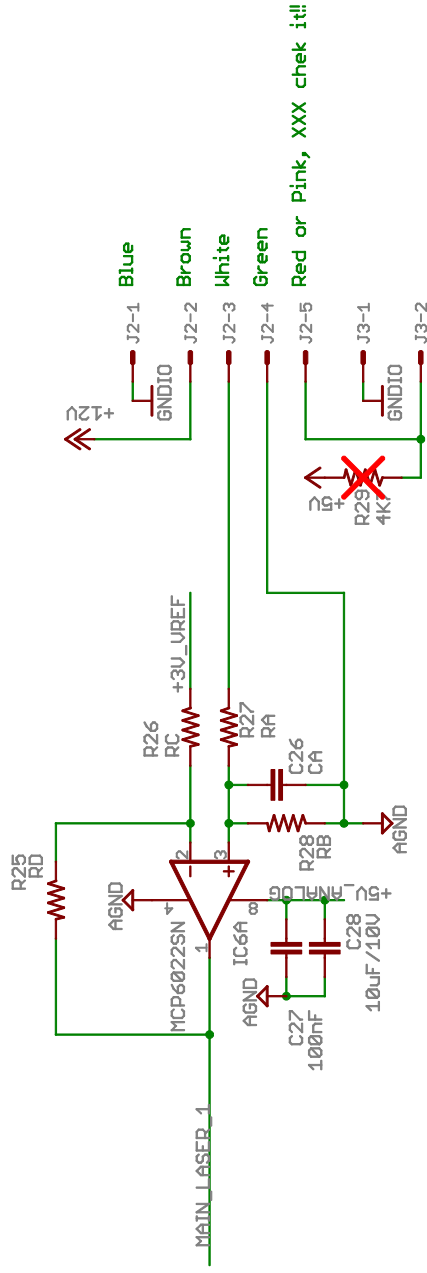 Blue
Brown
White
Green
Red or Pink, XXX chek it!!
J2-1
J2-2
J2-3
J2-4
J2-5
J3-1
J3-2
+12V
GNDIO
GNDIO
+5V
R29
+3V_VREF
R26
RC
R27
RA
C26
CA
R28
RB
AGND
R25
RD
AGND
2
3
4
8
1
MCP6022SN
IC6A
+5V_ANALOG
AGND
C27
100nF
C28
10uF/10V
MAIN_LASER_1